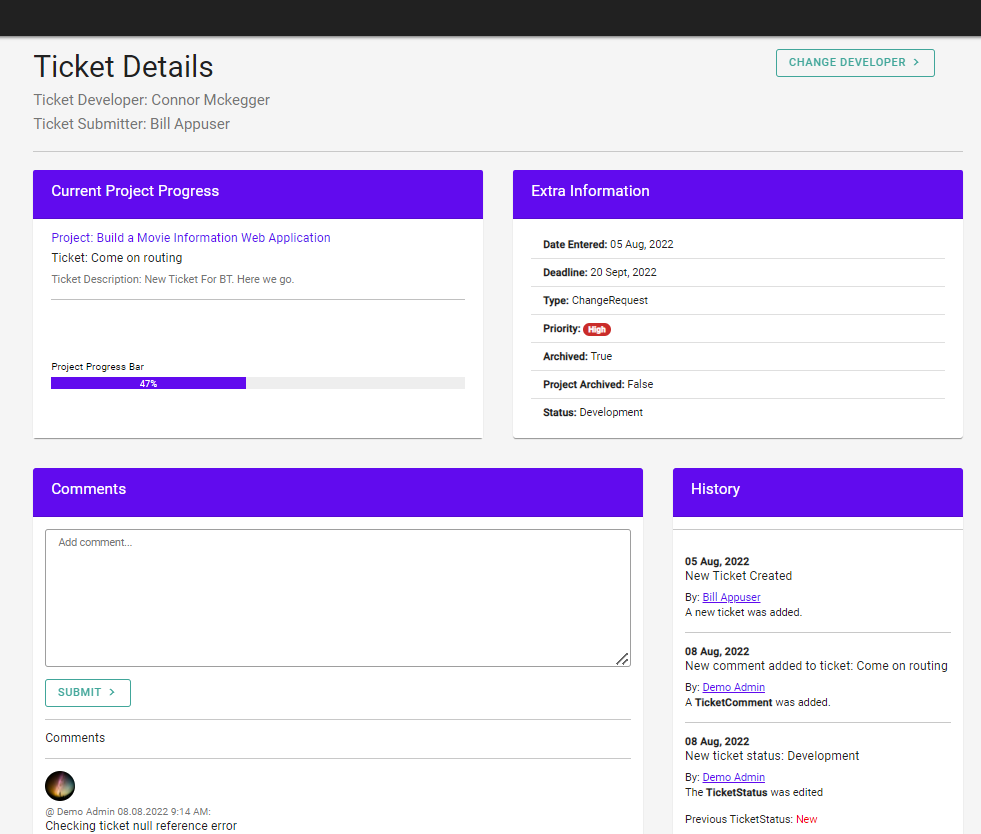 Ticket Details
CHANGE DEVELOPER >
Ticket Developer: Connor Mckegger
Ticket Submitter: Bill Appuser
Current Project Progress
Project: Build a Movie Information Web Application
Ticket: Come on routing
Ticket Description: New Ticket For BT. Here we go.
Project Progress Bar
47%
Extra Information
Date Entered: 05 Aug, 2022
Deadline: 20 Sept, 2022
Type: ChangeRequest
Priority: High
Archived: True
Project Archived: False
Status: Development
Comments
Add comment...
SUBMIT >
Comments
@ Demo Admin 08.08.2022 9:14 AM:
Checking ticket null reference error
History
05 Aug, 2022
New Ticket Created
By: Bill Appuser
A new ticket was added.
08 Aug, 2022
New comment added to ticket: Come on routing
By: Demo Admin
A TicketComment was added.
08 Aug, 2022
New ticket status: Development
By: Demo Admin
The TicketStatus was edited
Previous TicketStatus: New